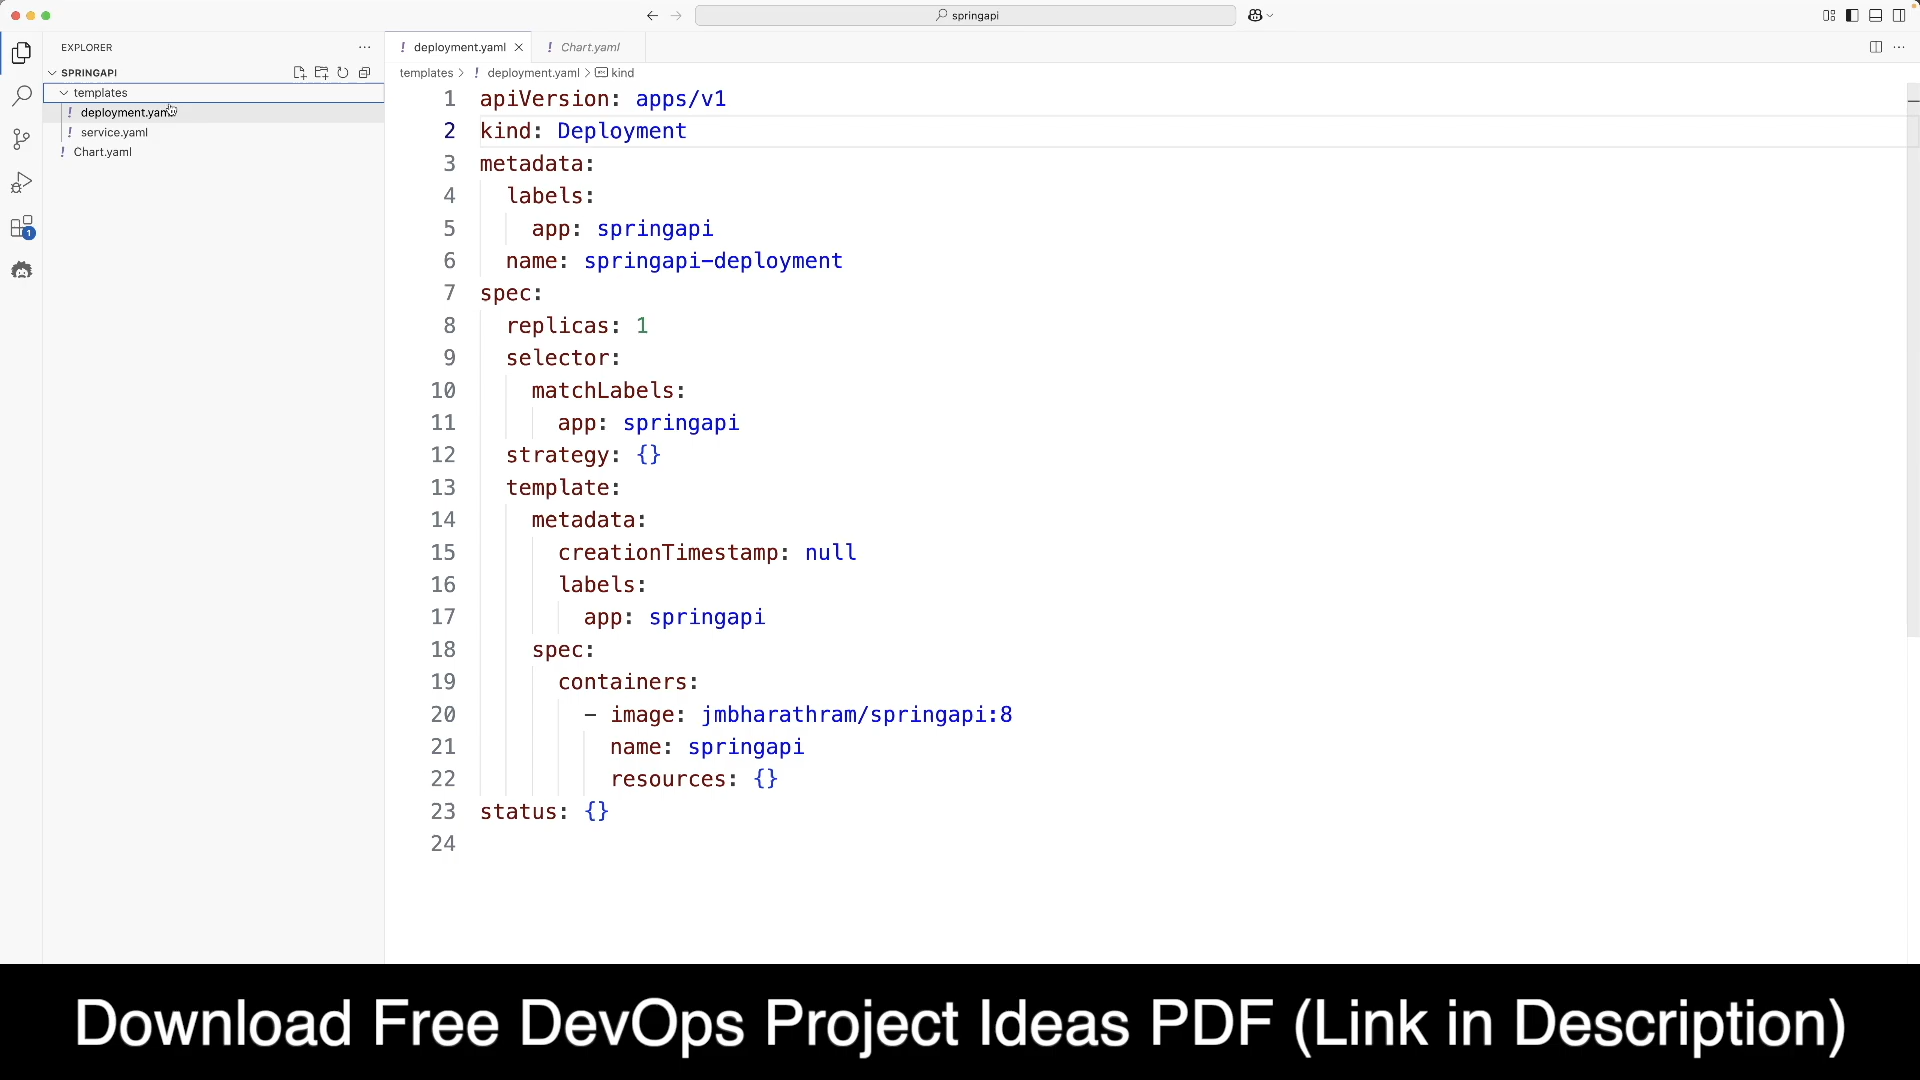 springapi
EXPLORER
SPRINGAPI
templates
! deployment.yaml
! service.yaml
! Chart.yaml
1
! deployment.yaml
! Chart.yaml
templates > ! deployment.yaml > kind
1 apiVersion: apps/v1
2 kind: Deployment
3 metadata:
4   labels:
5     app: springapi
6   name: springapi-deployment
7 spec:
8   replicas: 1
9   selector:
10     matchLabels:
11       app: springapi
12   strategy: {}
13   template:
14     metadata:
15       creationTimestamp: null
16       labels:
17         app: springapi
18     spec:
19       containers:
20         - image: jmbharathram/springapi:8
21           name: springapi
22           resources: {}
23 status: {}
24
Download Free DevOps Project Ideas PDF (Link in Description)